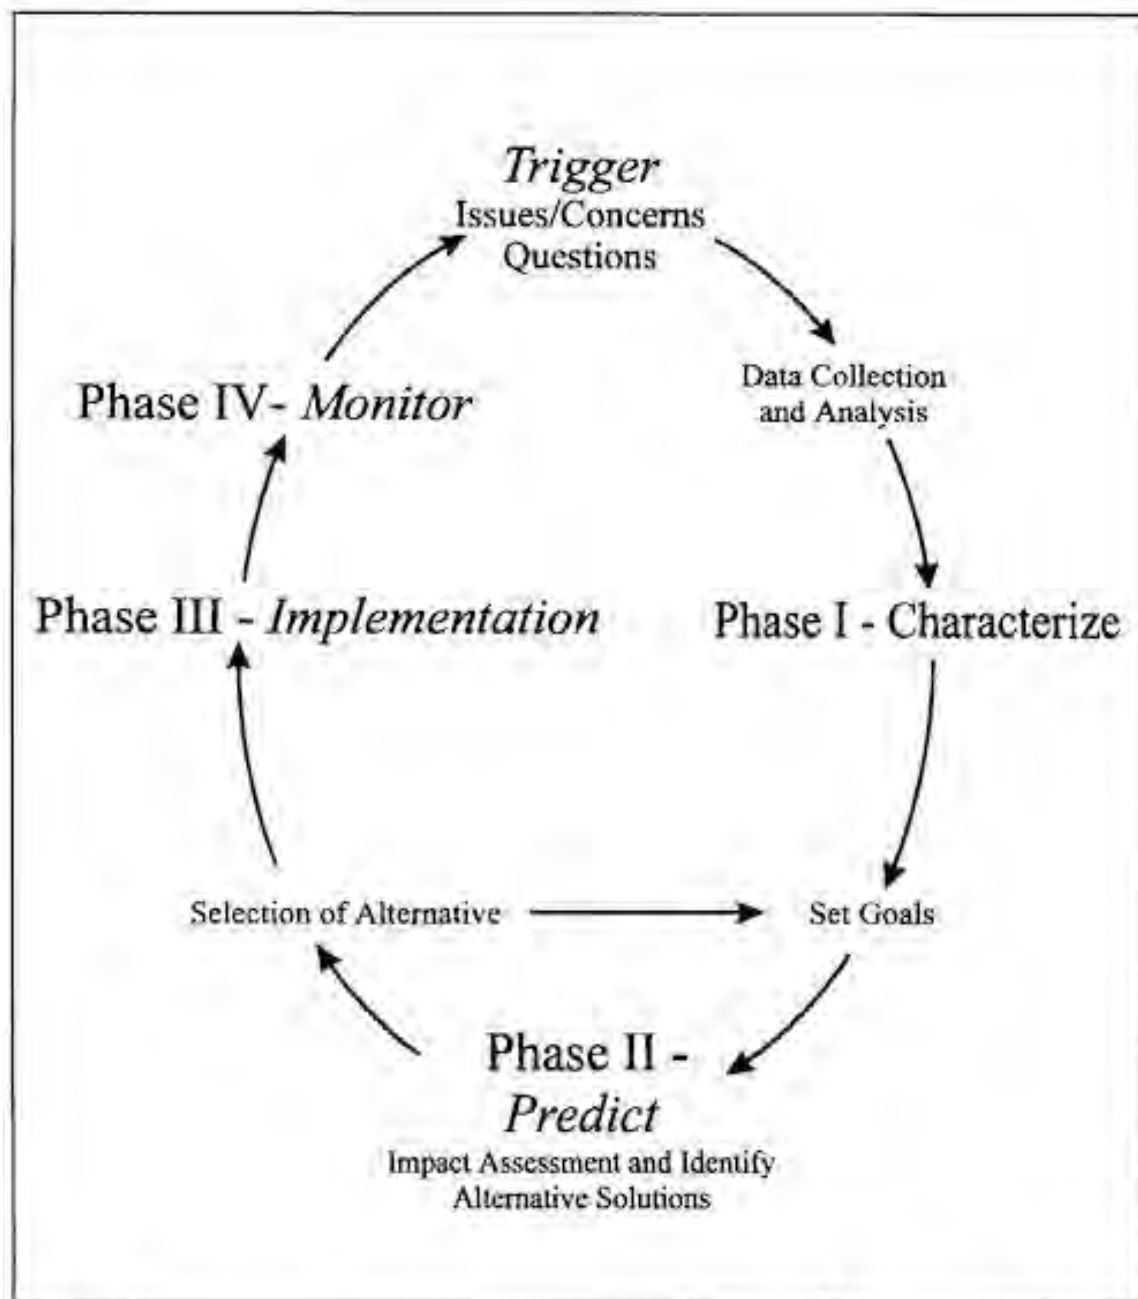 Trigger
Issues/Concerns
Questions
Data Collection
and Analysis
Phase I - Characterize
Set Goals
Phase II -
Predict
Impact Assessment and Identify
Alternative Solutions
Selection of Alternative
Phase III - Implementation
Phase IV- Monitor